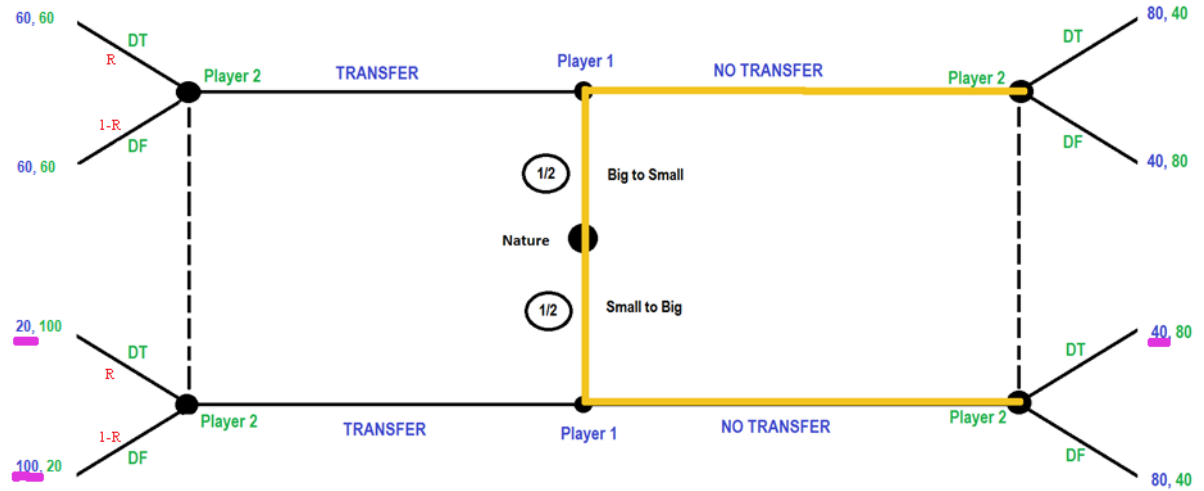 60, 60
DT
R
Player 2
TRANSFER
Player 1
NO TRANSFER
Player 2
DT
80, 40
1-R
DF
60, 60
DF
40, 80
1/2
Big to Small
Nature
1/2
Small to Big
20, 100
DT
R
40, 80
DT
1-R
DF
100, 20
Player 2
TRANSFER
Player 1
NO TRANSFER
Player 2
DF
80, 40